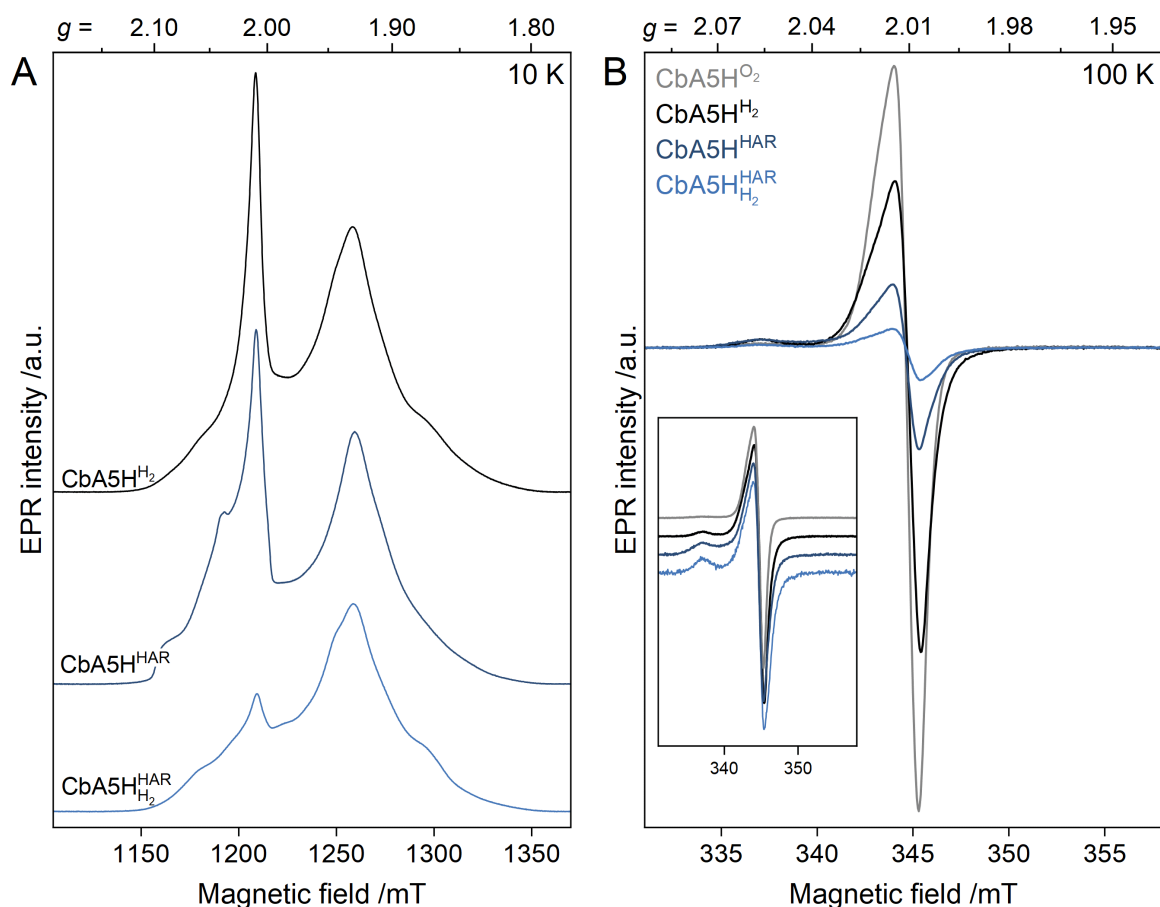 g = 2.10 2.00 1.90 1.80
g = 2.07 2.04 2.01 1.98 1.95
A
10 K
B
100 K
CbA5H^O₂
CbA5H^H₂
CbA5H^HAR
CbA5H^HAR_H₂
EPR intensity /a.u.
CbA5H^H₂
CbA5H^HAR
CbA5H^HAR_H₂
EPR intensity /a.u.
340 350
1150 1200 1250 1300 1350
335 340 345 350 355
Magnetic field /mT
Magnetic field /mT